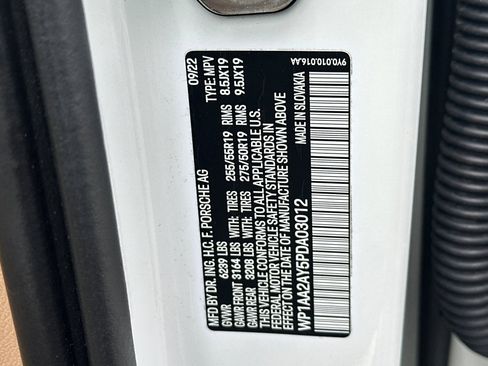 9Y0.010.016.AA
09/22 TYPE: MPV
MFD BY DR. ING. H.C. F. PORSCHE AG
GVWR 6289 LBS
GAWR FRONT 3164 LBS WITH: TIRES 255/55R19 RIMS 8.5JX19
GAWR REAR 3208 LBS WITH: TIRES 275/50R19 RIMS 9.5JX19
THIS VEHICLE CONFORMS TO ALL APPLICABLE U.S.
FEDERAL MOTOR VEHICLE SAFETY STANDARDS IN
EFFECT ON THE DATE OF MANUFACTURE SHOWN ABOVE
WP1AA2AY5PDA03012
MADE IN SLOVAKIA